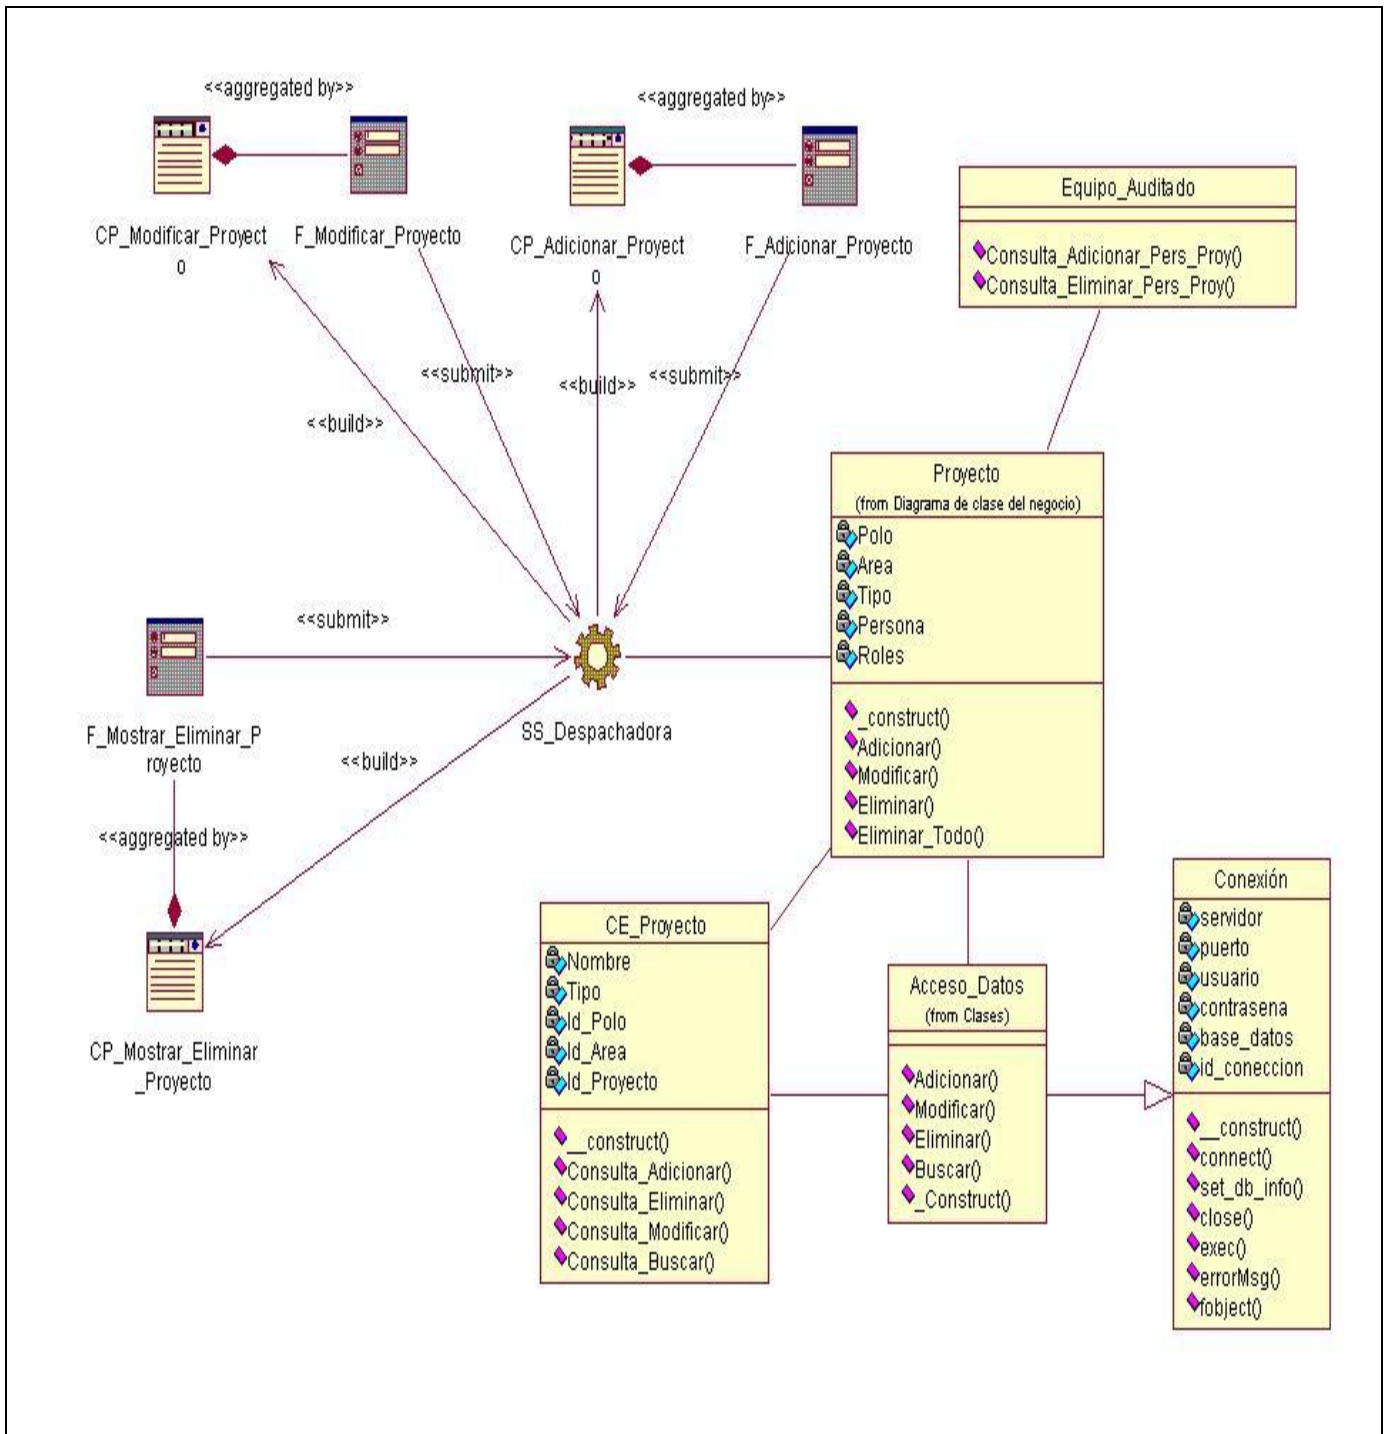 <<aggregated by>>
<<aggregated by>>
CP_Modificar_Proyect
o
F_Modificar_Proyecto
CP_Adicionar_Proyect
o
F_Adicionar_Proyecto
Equipo_Auditado
Consulta_Adicionar_Pers_Proy()
Consulta_Eliminar_Pers_Proy()
<<submit>>
<<build>>
<<submit>>
<<build>>
Proyecto
(from Diagrama de clase del negocio)
Polo
Area
Tipo
Persona
Roles
_construct()
Adicionar()
Modificar()
Eliminar()
Eliminar_Todo()
<<submit>>
F_Mostrar_Eliminar_P
royecto
SS_Despachadora
<<build>>
<<aggregated by>>
CP_Mostrar_Eliminar
_Proyecto
CE_Proyecto
Nombre
Tipo
Id_Polo
Id_Area
Id_Proyecto
__construct()
Consulta_Adicionar()
Consulta_Eliminar()
Consulta_Modificar()
Consulta_Buscar()
Acceso_Datos
(from Clases)
Adicionar()
Modificar()
Eliminar()
Buscar()
_Construct()
Conexión
servidor
puerto
usuario
contrasena
base_datos
id_coneccion
__construct()
connect()
set_db_info()
close()
exec()
errorMsg()
fobject()